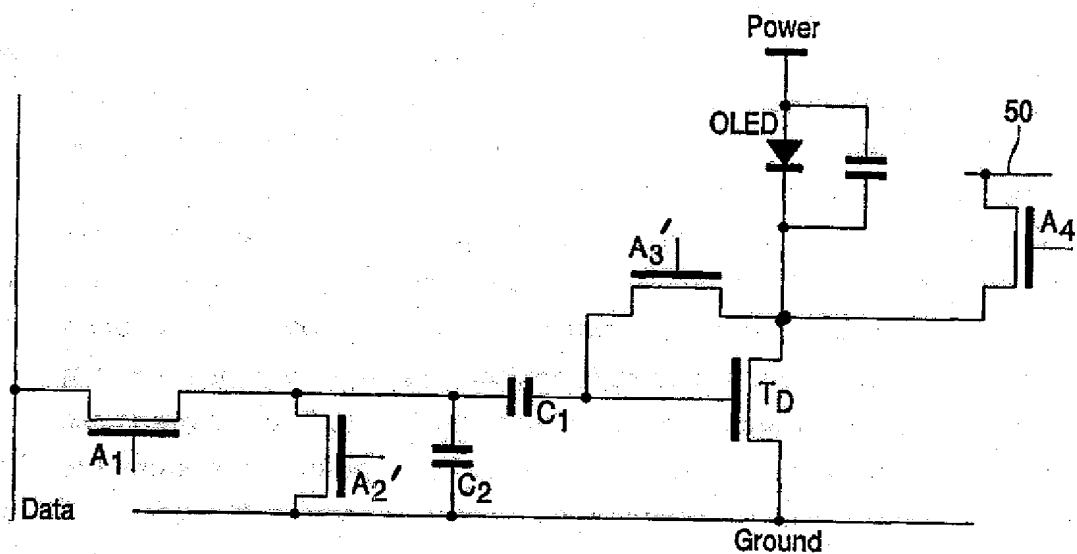 Power
OLED
50
A3'
A4
TD
C1
A1
A2'
C2
Data
Ground